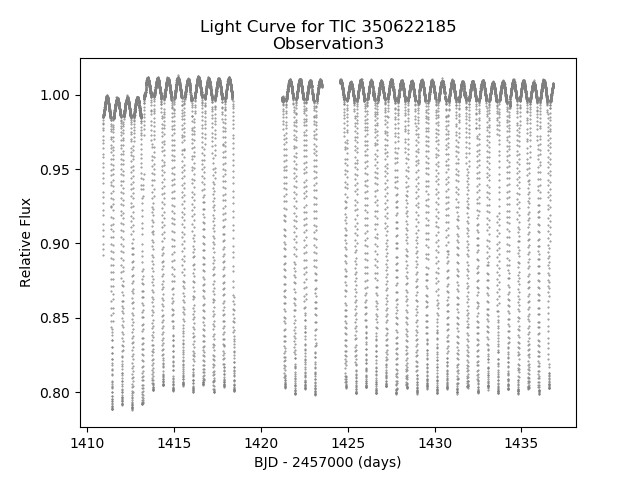 Light Curve for TIC 350622185
Observation3
1.00
0.95
0.90
0.85
0.80
Relative Flux
1410
1415
1420
1425
1430
1435
BJD - 2457000 (days)